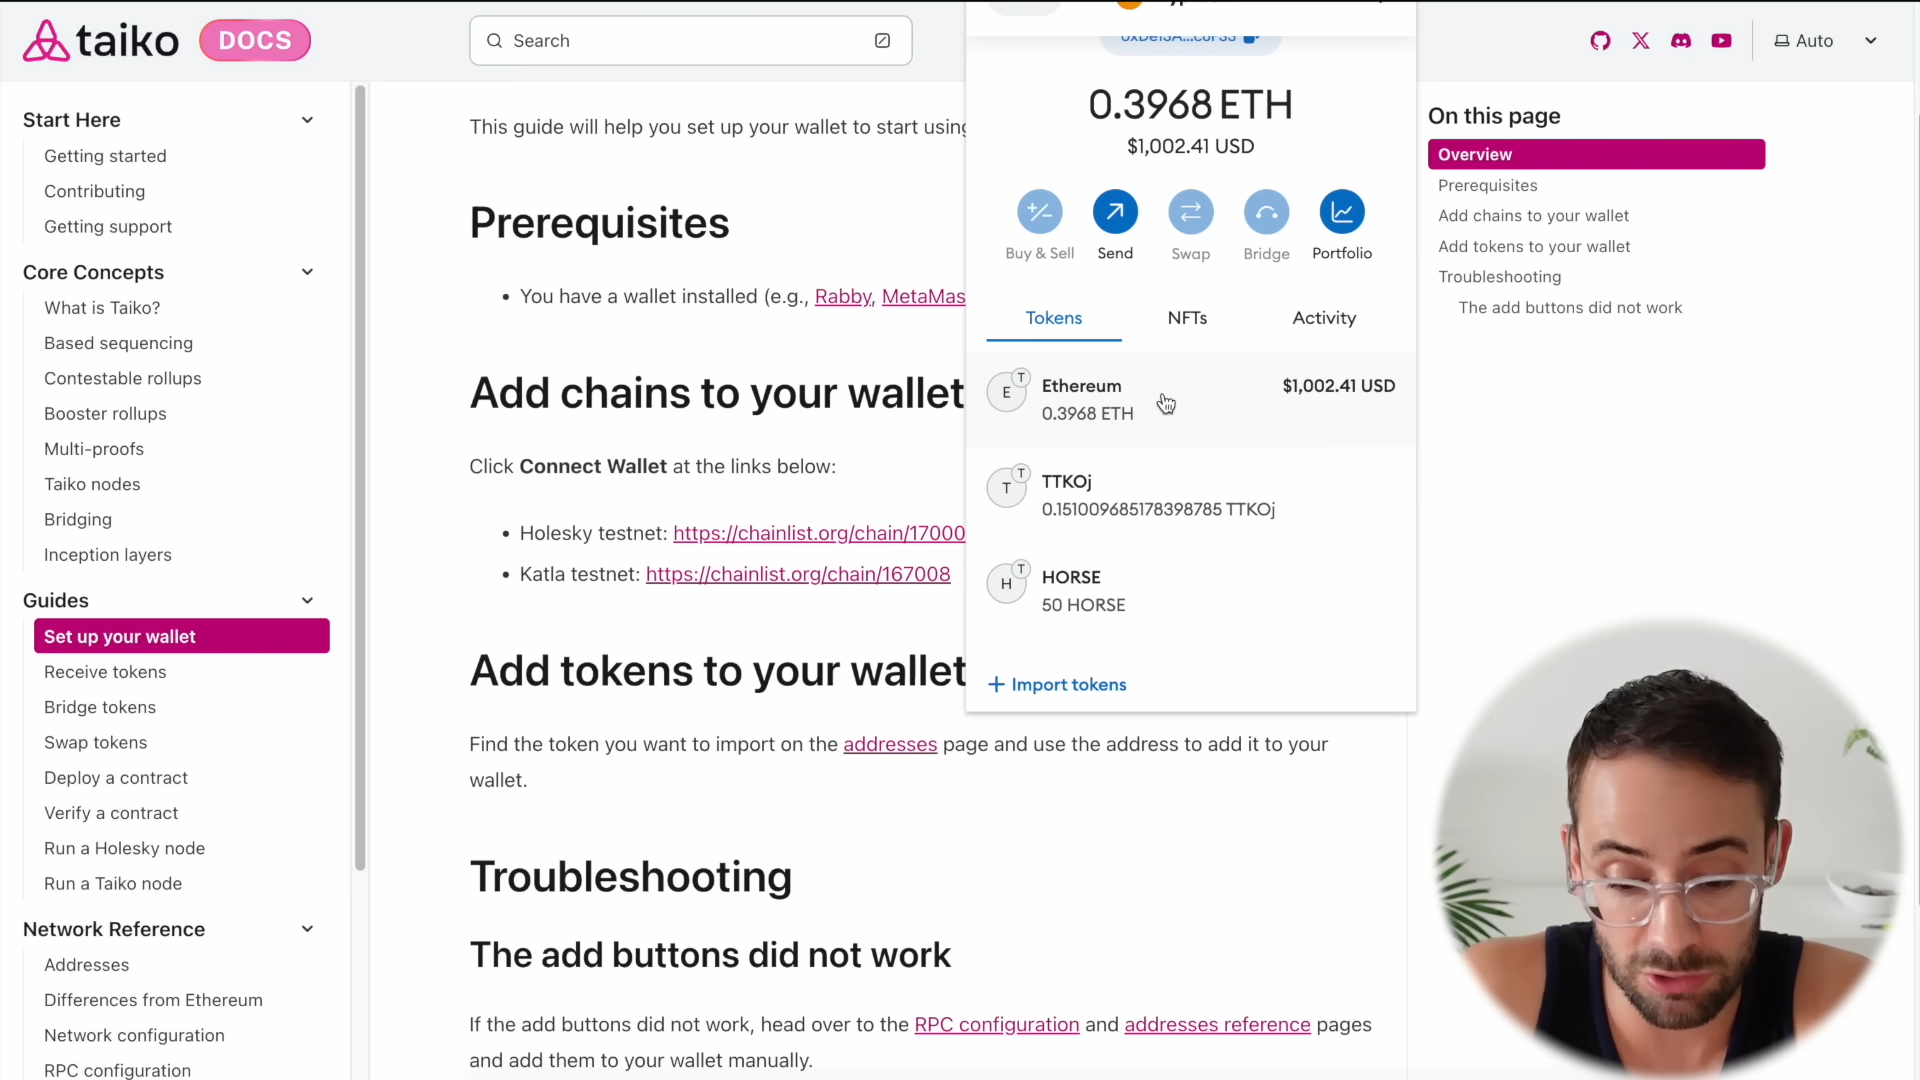 taiko DOCS
Search
Auto
Start Here
Getting started
Contributing
Getting support
Core Concepts
What is Taiko?
Based sequencing
Contestable rollups
Booster rollups
Multi-proofs
Taiko nodes
Bridging
Inception layers
Guides
Set up your wallet
Receive tokens
Bridge tokens
Swap tokens
Deploy a contract
Verify a contract
Run a Holesky node
Run a Taiko node
Network Reference
Addresses
Differences from Ethereum
Network configuration
RPC configuration
This guide will help you set up your wallet to start using
Prerequisites
You have a wallet installed (e.g., Rabby, MetaMas
Add chains to your wallet
Click Connect Wallet at the links below:
Holesky testnet: https://chainlist.org/chain/17000
Katla testnet: https://chainlist.org/chain/167008
Add tokens to your wallet
Find the token you want to import on the addresses page and use the address to add it to your
wallet.
Troubleshooting
The add buttons did not work
If the add buttons did not work, head over to the RPC configuration and addresses reference pages
and add them to your wallet manually.
0.3968 ETH
$1,002.41 USD
Buy & Sell
Send
Swap
Bridge
Portfolio
Tokens
NFTs
Activity
E
T
Ethereum
$1,002.41 USD
0.3968 ETH
T
T
TTKOj
0.151009685178398785 TTKOj
H
T
HORSE
50 HORSE
+ Import tokens
On this page
Overview
Prerequisites
Add chains to your wallet
Add tokens to your wallet
Troubleshooting
The add buttons did not work